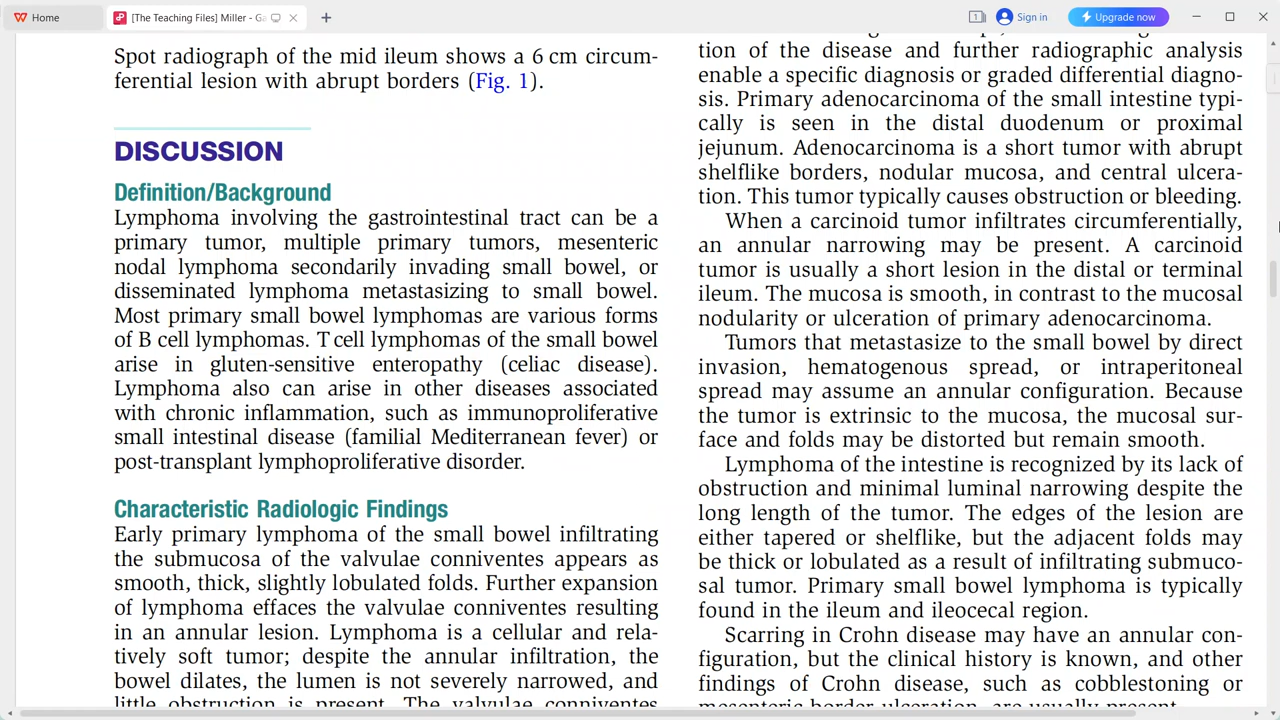 Home
[The Teaching Files] Miller - Ga
1
Sign in
Upgrade now
Spot radiograph of the mid ileum shows a 6 cm circum-
ferential lesion with abrupt borders (Fig. 1).
DISCUSSION
Definition/Background
Lymphoma involving the gastrointestinal tract can be a
primary tumor, multiple primary tumors, mesenteric
nodal lymphoma secondarily invading small bowel, or
disseminated lymphoma metastasizing to small bowel.
Most primary small bowel lymphomas are various forms
of B cell lymphomas. T cell lymphomas of the small bowel
arise in gluten-sensitive enteropathy (celiac disease).
Lymphoma also can arise in other diseases associated
with chronic inflammation, such as immunoproliferative
small intestinal disease (familial Mediterranean fever) or
post-transplant lymphoproliferative disorder.
Characteristic Radiologic Findings
Early primary lymphoma of the small bowel infiltrating
the submucosa of the valvulae conniventes appears as
smooth, thick, slightly lobulated folds. Further expansion
of lymphoma effaces the valvulae conniventes resulting
in an annular lesion. Lymphoma is a cellular and rela-
tively soft tumor; despite the annular infiltration, the
bowel dilates, the lumen is not severely narrowed, and
little obstruction is present. The valvulae conniventes
tion of the disease and further radiographic analysis
enable a specific diagnosis or graded differential diagno-
sis. Primary adenocarcinoma of the small intestine typi-
cally is seen in the distal duodenum or proximal
jejunum. Adenocarcinoma is a short tumor with abrupt
shelflike borders, nodular mucosa, and central ulcera-
tion. This tumor typically causes obstruction or bleeding.
When a carcinoid tumor infiltrates circumferentially,
an annular narrowing may be present. A carcinoid
tumor is usually a short lesion in the distal or terminal
ileum. The mucosa is smooth, in contrast to the mucosal
nodularity or ulceration of primary adenocarcinoma.
Tumors that metastasize to the small bowel by direct
invasion, hematogenous spread, or intraperitoneal
spread may assume an annular configuration. Because
the tumor is extrinsic to the mucosa, the mucosal sur-
face and folds may be distorted but remain smooth.
Lymphoma of the intestine is recognized by its lack of
obstruction and minimal luminal narrowing despite the
long length of the tumor. The edges of the lesion are
either tapered or shelflike, but the adjacent folds may
be thick or lobulated as a result of infiltrating submuco-
sal tumor. Primary small bowel lymphoma is typically
found in the ileum and ileocecal region.
Scarring in Crohn disease may have an annular con-
figuration, but the clinical history is known, and other
findings of Crohn disease, such as cobblestoning or
mesenteric border ulceration, are usually present.